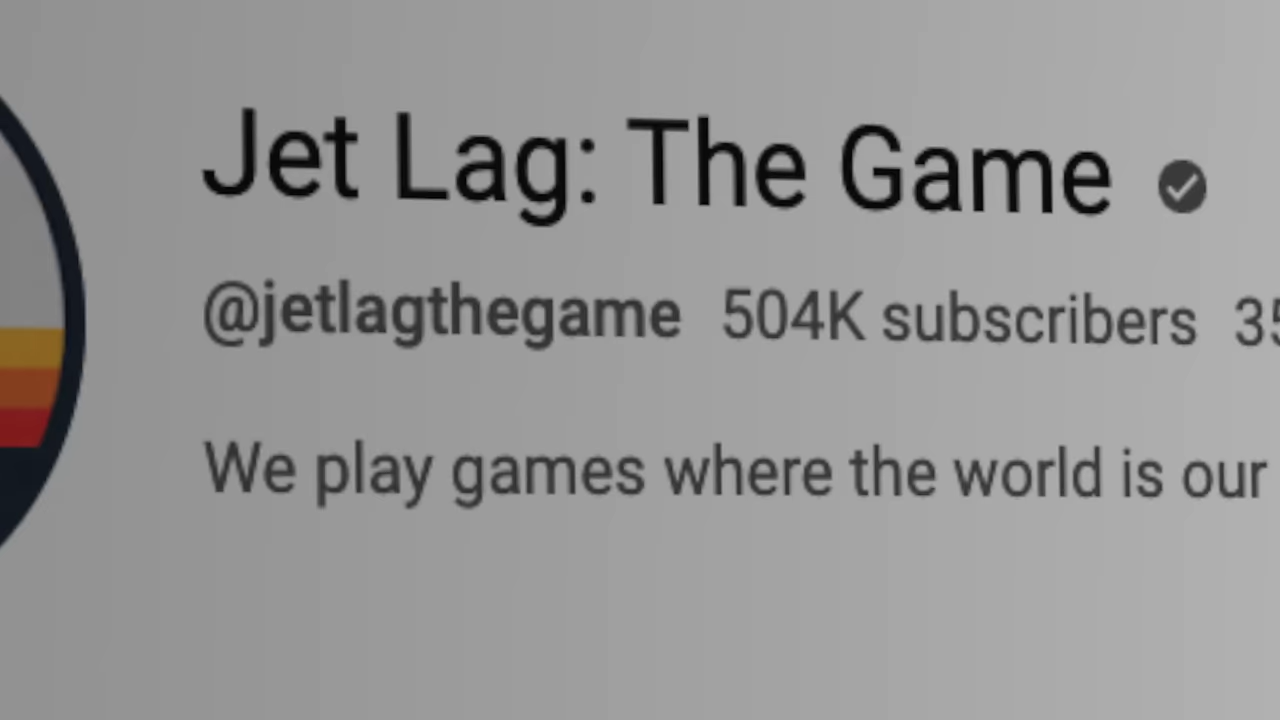 Jet Lag: The Game
@jetlagthegame 504K subscribers
We play games where the world is our